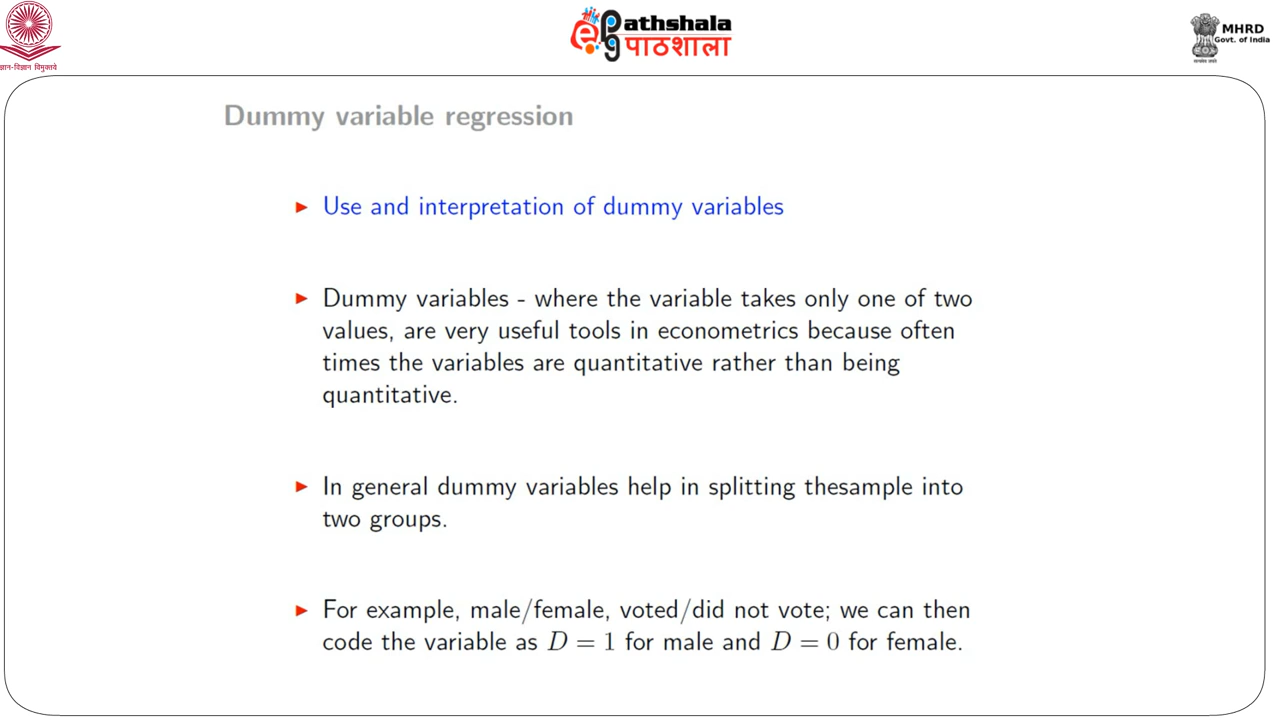 ज्ञान-विज्ञान विमुक्तये
e pg athshala
पाठशाला
MHRD
Govt. of India
सत्यमेव जयते
Dummy variable regression
Use and interpretation of dummy variables
Dummy variables - where the variable takes only one of two
values, are very useful tools in econometrics because often
times the variables are quantitative rather than being
quantitative.
In general dummy variables help in splitting thesample into
two groups.
For example, male/female, voted/did not vote; we can then
code the variable as D = 1 for male and D = 0 for female.